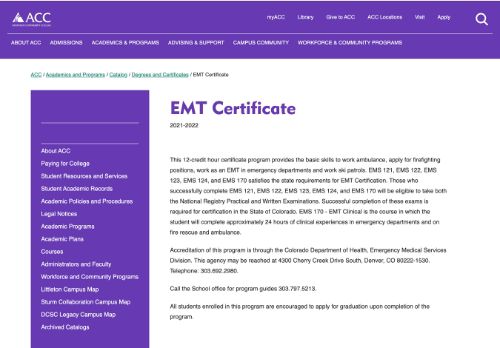 ACC
myACC Library Give to ACC ACC Locations Visit Apply
ABOUT ACC ADMISSIONS ACADEMICS & PROGRAMS ADVISING & SUPPORT CAMPUS COMMUNITY WORKFORCE & COMMUNITY PROGRAMS
ACC / Academics and Programs / Catalog / Degrees and Certificates / EMT Certificate
About ACC
Paying for College
Student Resources and Services
Student Academic Records
Academic Policies and Procedures
Legal Notices
Academic Programs
Academic Plans
Courses
Administrators and Faculty
Workforce and Community Programs
Littleton Campus Map
Sturm Collaboration Campus Map
DCSC Legacy Campus Map
Archived Catalogs
EMT Certificate
2021-2022
This 12-credit hour certificate program provides the basic skills to work ambulance, apply for firefighting
positions, work as an EMT in emergency departments and work ski patrols. EMS 121, EMS 122, EMS
123, EMS 124, and EMS 170 satisfies the state requirements for EMT Certification. Those who
successfully complete EMS 121, EMS 122, EMS 123, EMS 124, and EMS 170 will be eligible to take both
the National Registry Practical and Written Examinations. Successful completion of these exams is
required for certification in the State of Colorado. EMS 170 - EMT Clinical is the course in which the
student will complete approximately 24 hours of clinical experiences in emergency departments and on
fire rescue and ambulance.
Accreditation of this program is through the Colorado Department of Health, Emergency Medical Services
Division. This agency may be reached at 4300 Cherry Creek Drive South, Denver, CO 80222-1530.
Telephone: 303.692.2980.
Call the School office for program guides 303.797.5213.
All students enrolled in this program are encouraged to apply for graduation upon completion of the
program.